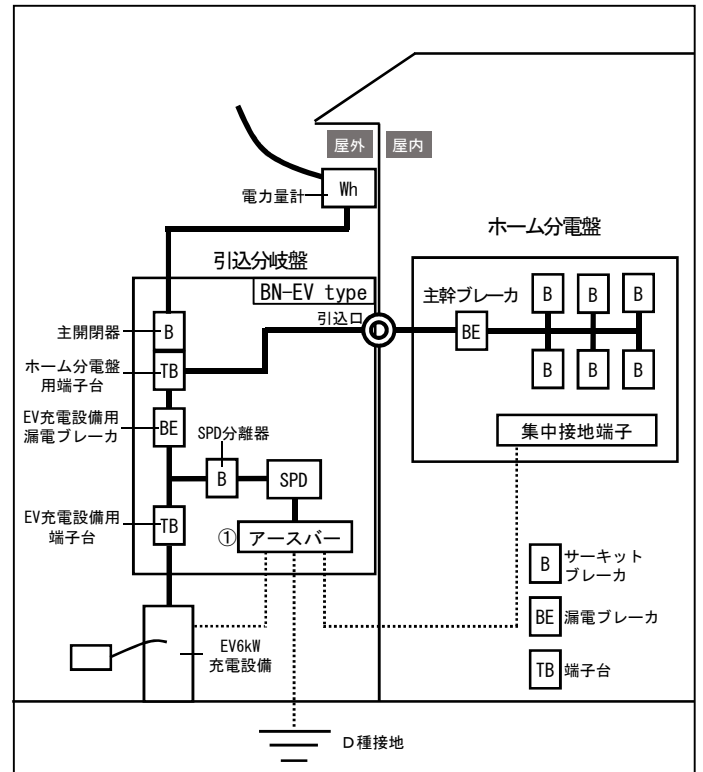 屋外
屋内
電力量計
Wh
引込分岐盤
BN-EV type
ホーム分電盤
主幹ブレーカ
B
B
B
BE
B
B
B
引込口
主開閉器
B
ホーム分電盤
用端子台
TB
EV充電設備用
漏電ブレーカ
BE
SPD分離器
B
SPD
集中接地端子
EV充電設備用
端子台
TB
①
アースバー
B
サーキット
ブレーカ
BE
漏電ブレーカ
TB
端子台
EV6kW
充電設備
D種接地